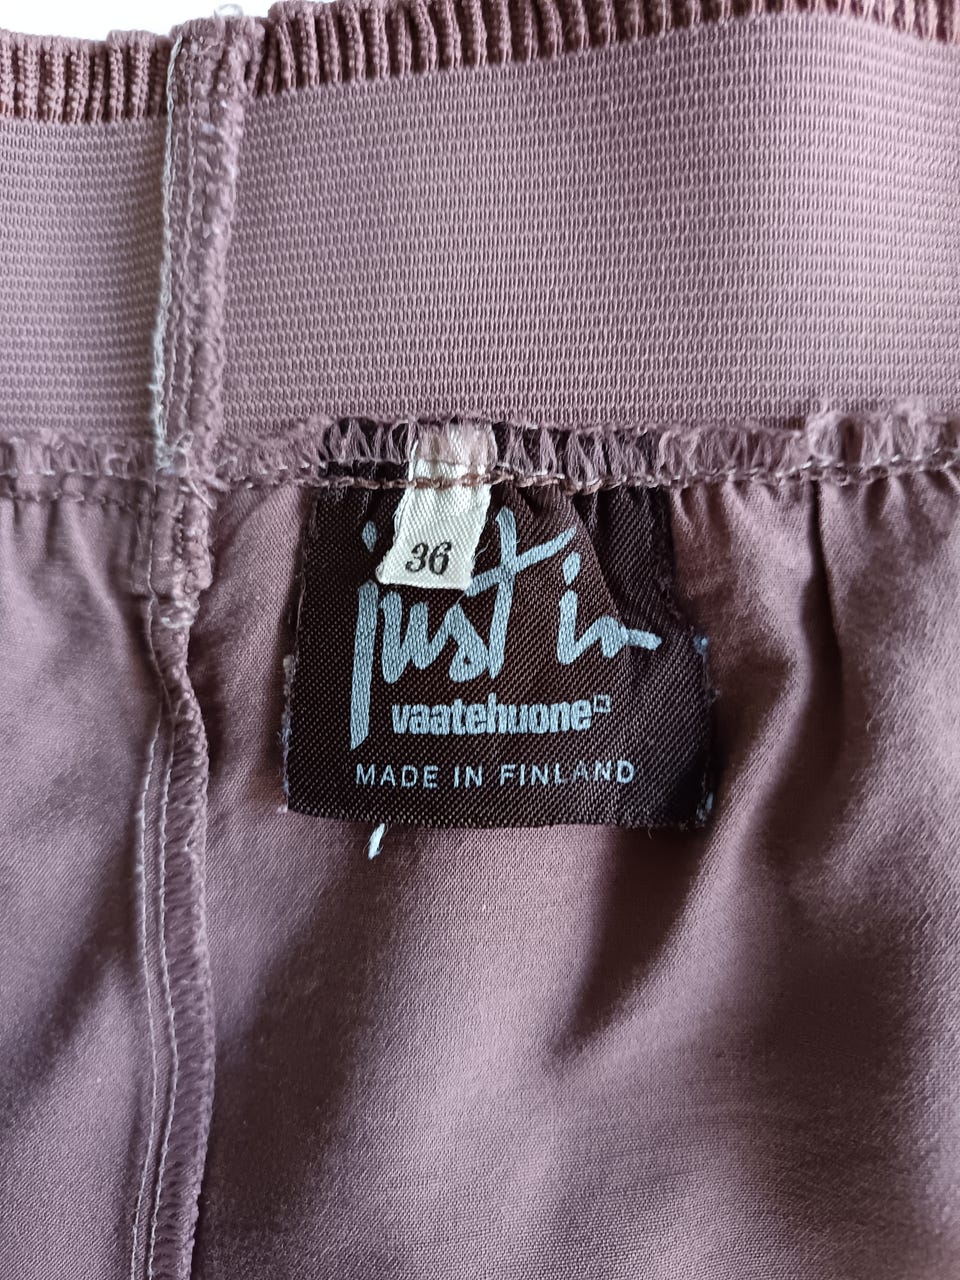 36
just in
vaatehuone
MADE IN FINLAND